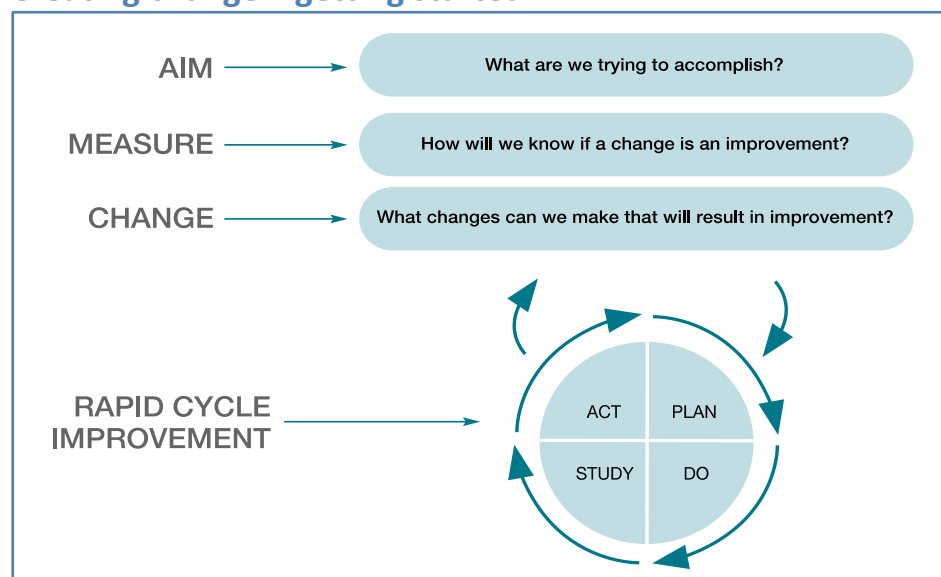 AIM
What are we trying to accomplish?
MEASURE
How will we know if a change is an improvement?
CHANGE
What changes can we make that will result in improvement?
RAPID CYCLE
IMPROVEMENT
ACT
PLAN
STUDY
DO